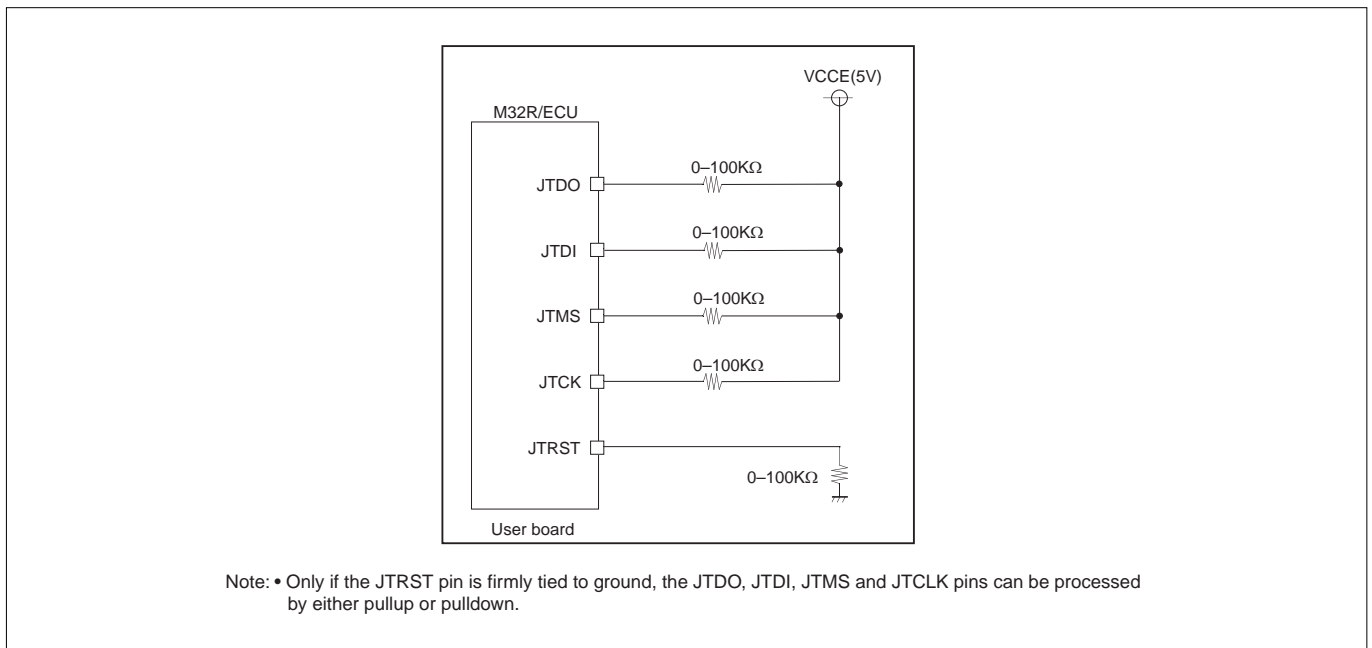 VCCE(5V)
M32R/ECU
0–100KΩ
JTDO
0–100KΩ
JTDI
0–100KΩ
JTMS
0–100KΩ
JTCK
JTRST
0–100KΩ
User board
Note: • Only if the JTRST pin is firmly tied to ground, the JTDO, JTDI, JTMS and JTCLK pins can be processed
by either pullup or pulldown.